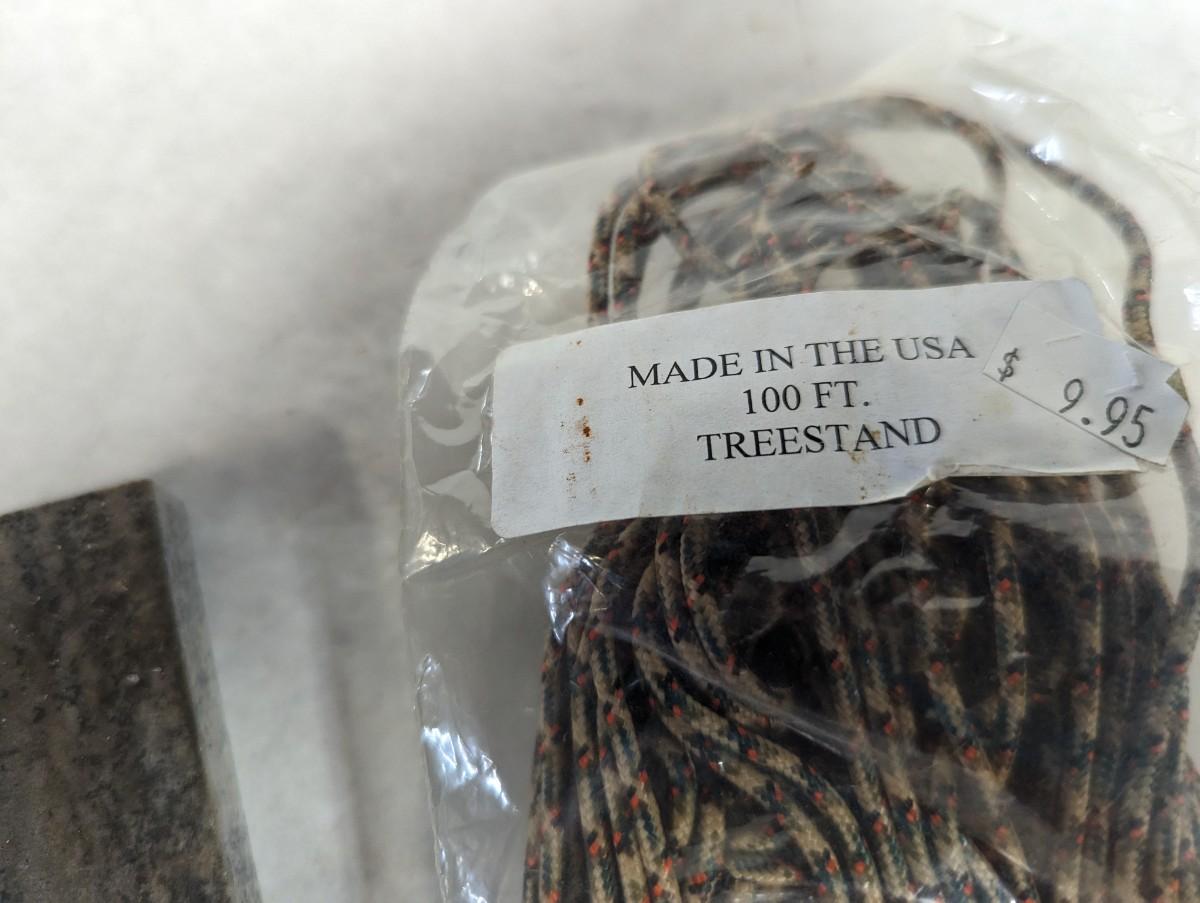 MADE IN THE USA
100 FT.
TREESTAND
$ 9.95